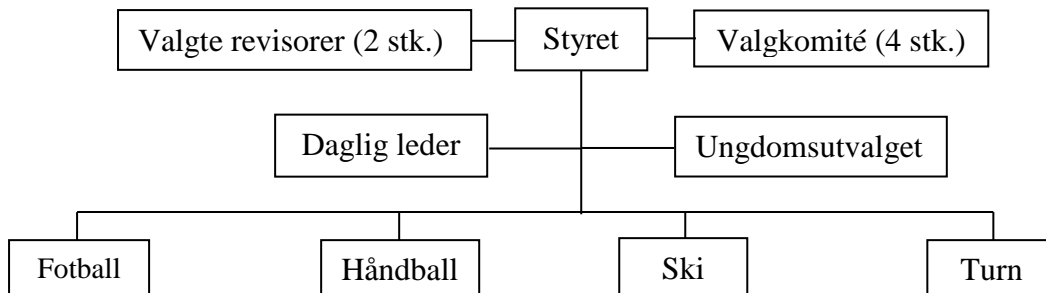 Valgte revisorer (2 stk.)
Styret
Valgkomité (4 stk.)
Daglig leder
Ungdomsutvalget
Fotball
Håndball
Ski
Turn